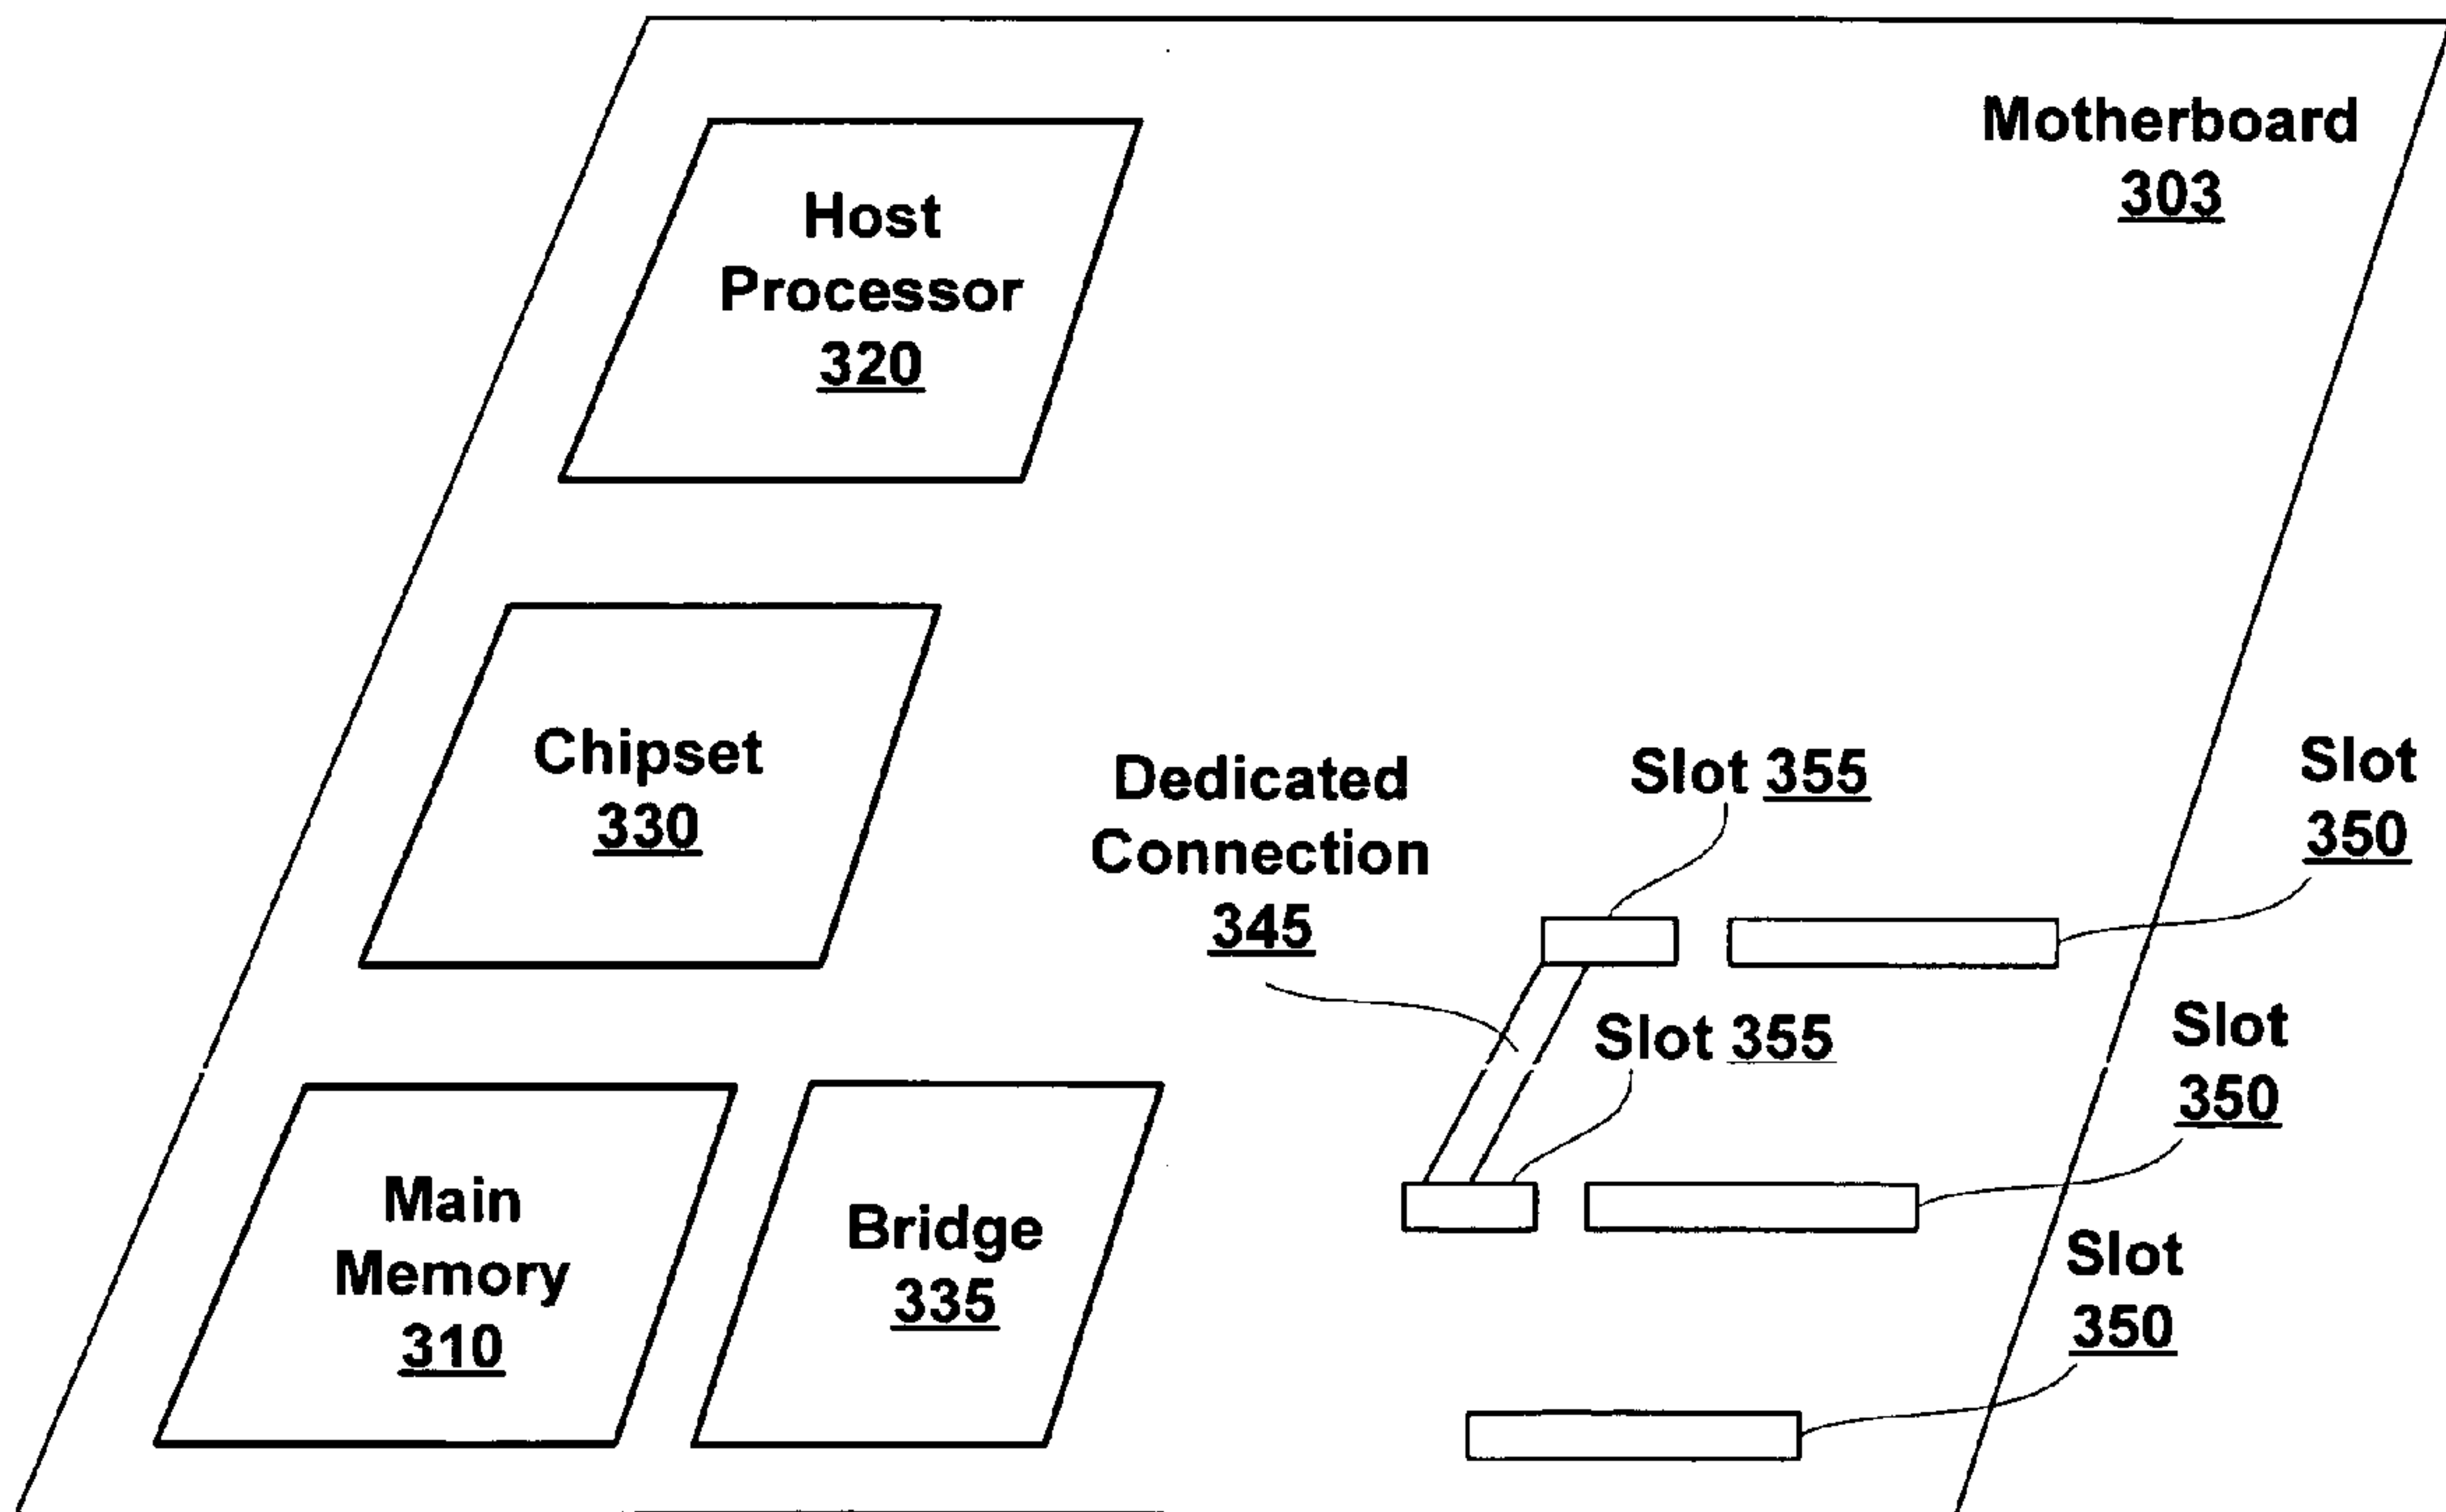 Motherboard
303
Host
Processor
320
Chipset
330
Dedicated
Connection
345
Slot 355
Slot
350
Slot 355
Slot
350
Main
Memory
310
Bridge
335
Slot
350